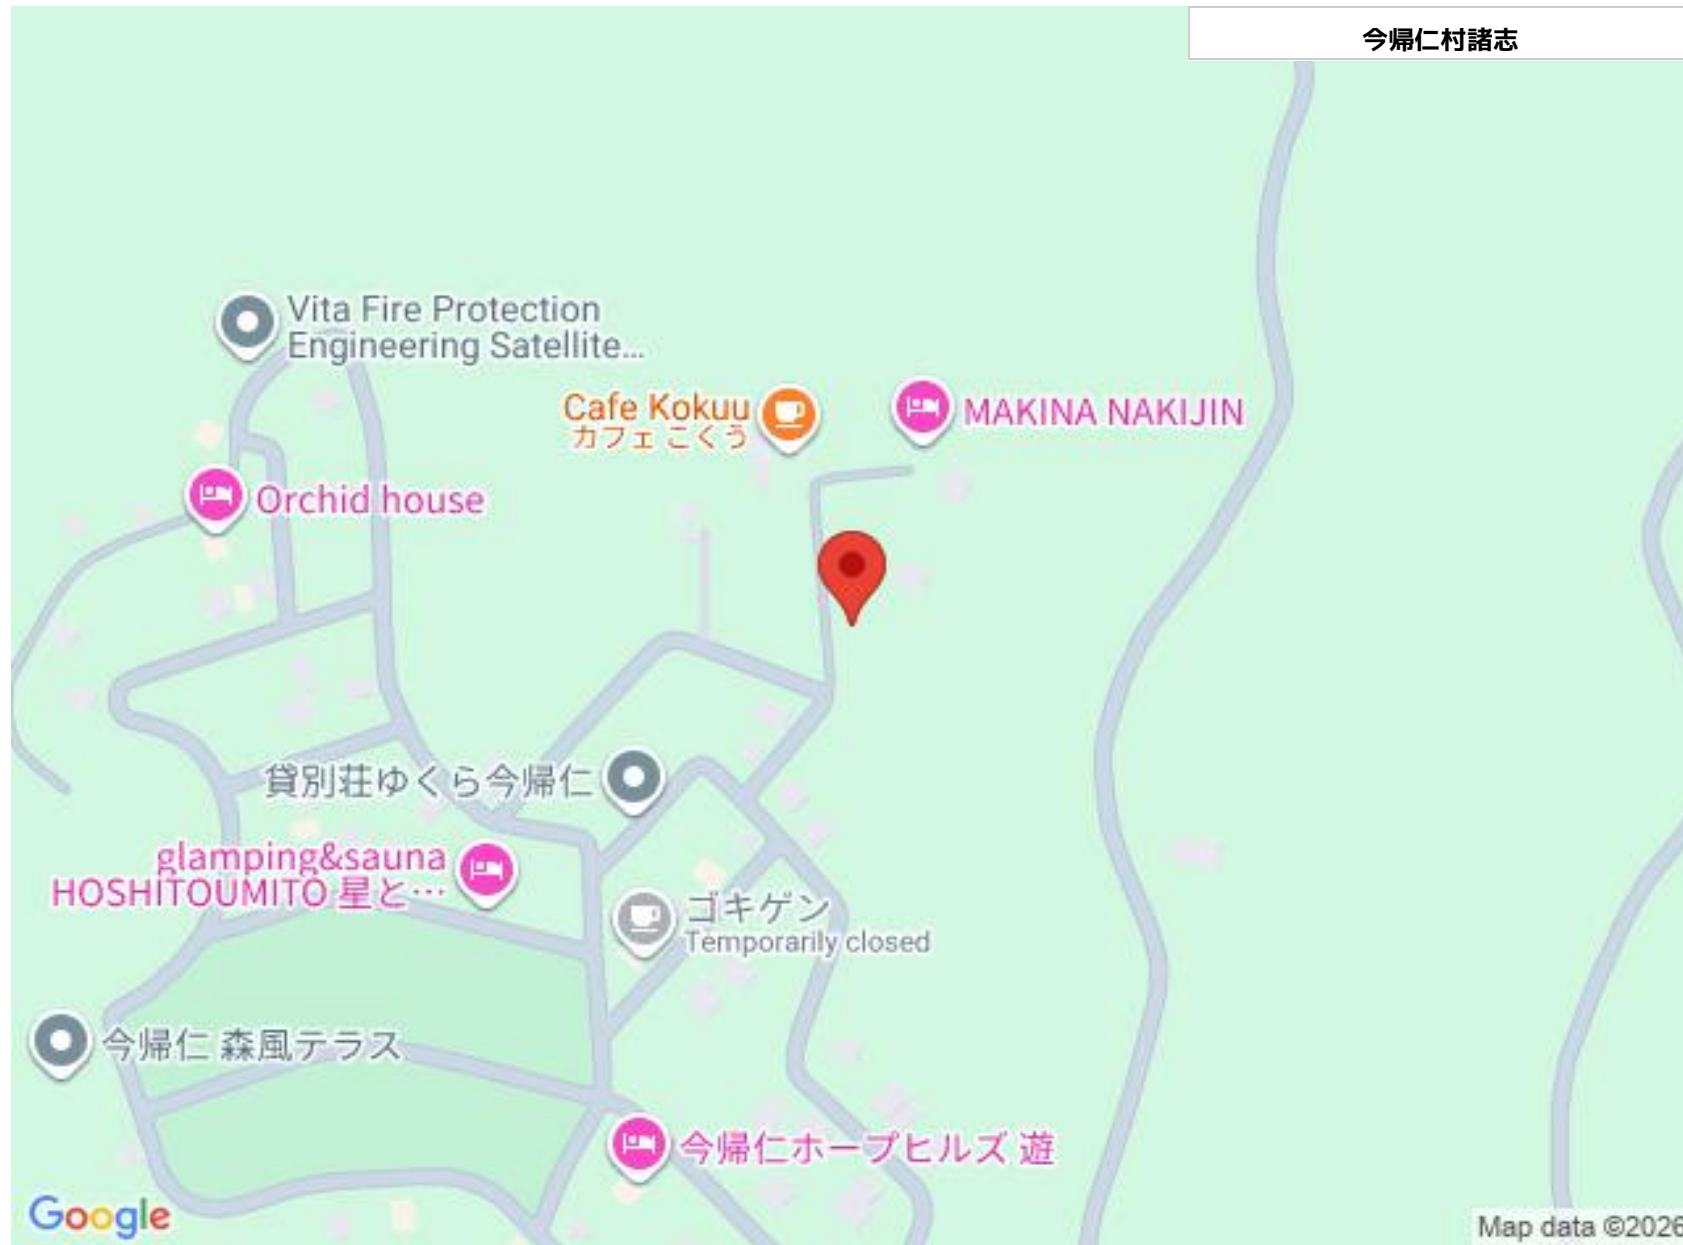 今帰仁村諸志
Vita Fire Protection
Engineering Satellite...
Cafe Kokuu
カフェ こくう
MAKINA NAKIJIN
Orchid house
貸別荘ゆくら今帰仁
glamping&sauna
HOSHITOUMITO 星と…
ゴキゲン
Temporarily closed
今帰仁 森風テラス
今帰仁ホープヒルズ 遊
Google
Map data ©2026